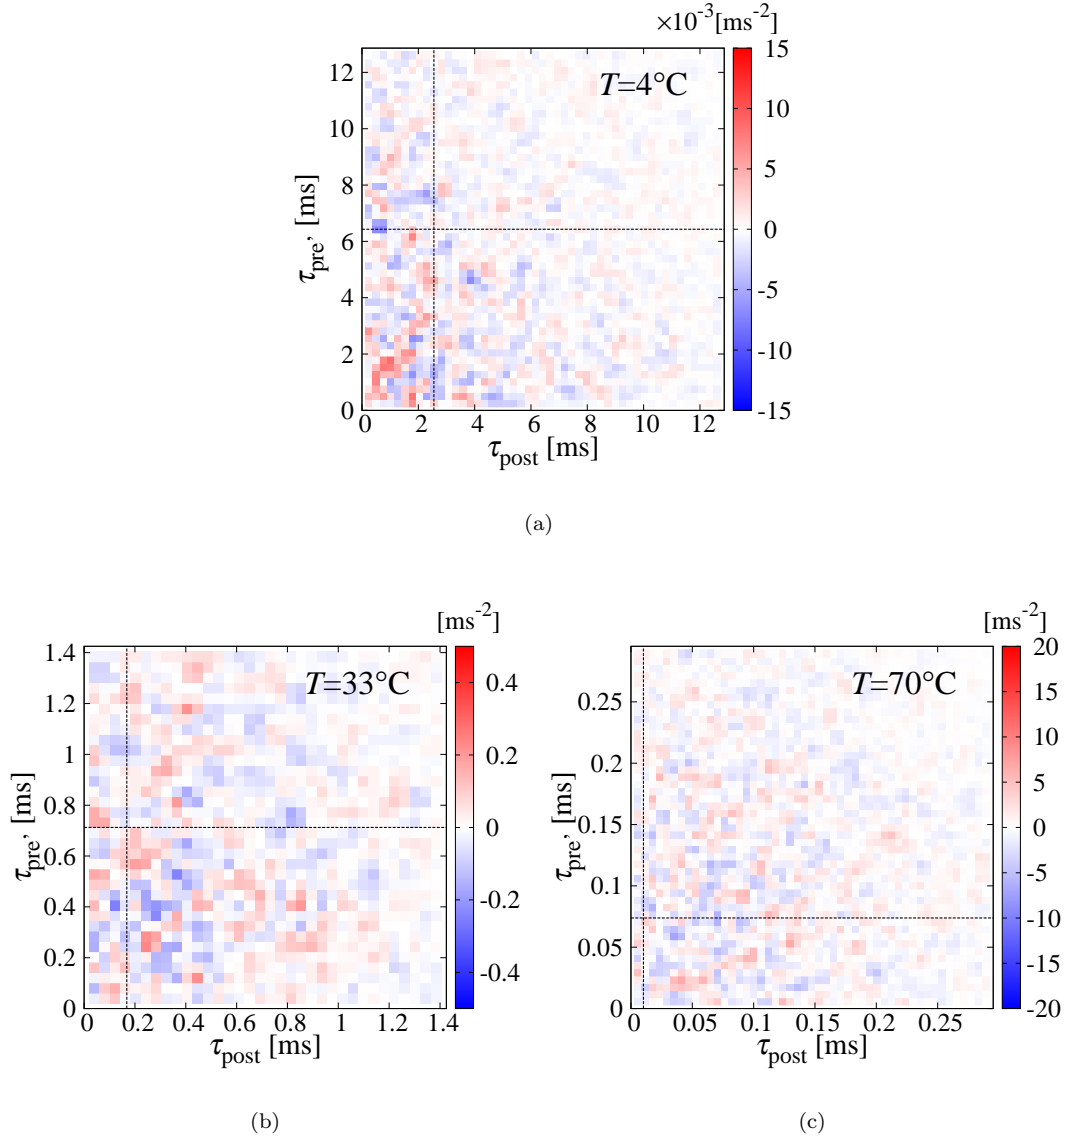 ×10-3[ms-2]
T=4°C
15
10
5
0
-5
-10
-15
12
10
8
6
4
2
0
τpre, [ms]
0 2 4 6 8 10 12
τpost [ms]
(a)
[ms-2]
T=33°C
0.4
0.2
0
-0.2
-0.4
1.4
1.2
1
0.8
0.6
0.4
0.2
0
τpre, [ms]
0 0.2 0.4 0.6 0.8 1 1.2 1.4
τpost [ms]
(b)
[ms-2]
T=70°C
20
15
10
5
0
-5
-10
-15
-20
0.25
0.2
0.15
0.1
0.05
0
τpre, [ms]
0 0.05 0.1 0.15 0.2 0.25
τpost [ms]
(c)